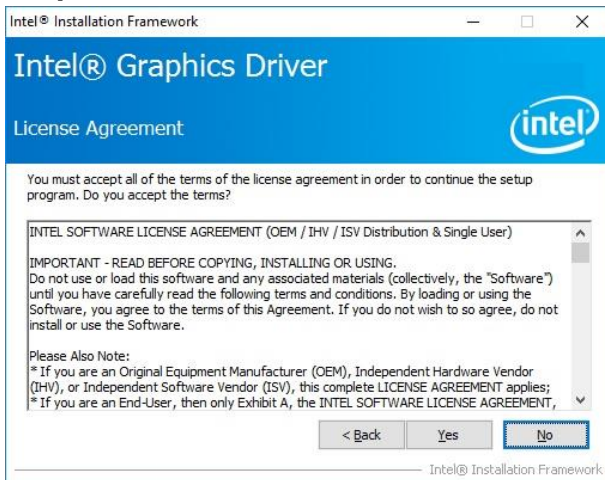 Intel® Installation Framework
Intel® Graphics Driver
License Agreement
intel
You must accept all of the terms of the license agreement in order to continue the setup
program. Do you accept the terms?
INTEL SOFTWARE LICENSE AGREEMENT (OEM / IHV / ISV Distribution & Single User)
IMPORTANT - READ BEFORE COPYING, INSTALLING OR USING.
Do not use or load this software and any associated materials (collectively, the "Software")
until you have carefully read the following terms and conditions. By loading or using the
Software, you agree to the terms of this Agreement. If you do not wish to so agree, do not
install or use the Software.
Please Also Note:
* If you are an Original Equipment Manufacturer (OEM), Independent Hardware Vendor
(IHV), or Independent Software Vendor (ISV), this complete LICENSE AGREEMENT applies;
* If you are an End-User, then only Exhibit A, the INTEL SOFTWARE LICENSE AGREEMENT,
< Back Yes No
Intel® Installation Framework